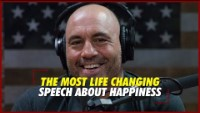 THE MOST LIFE CHANGING
SPEECH ABOUT HAPPINESS